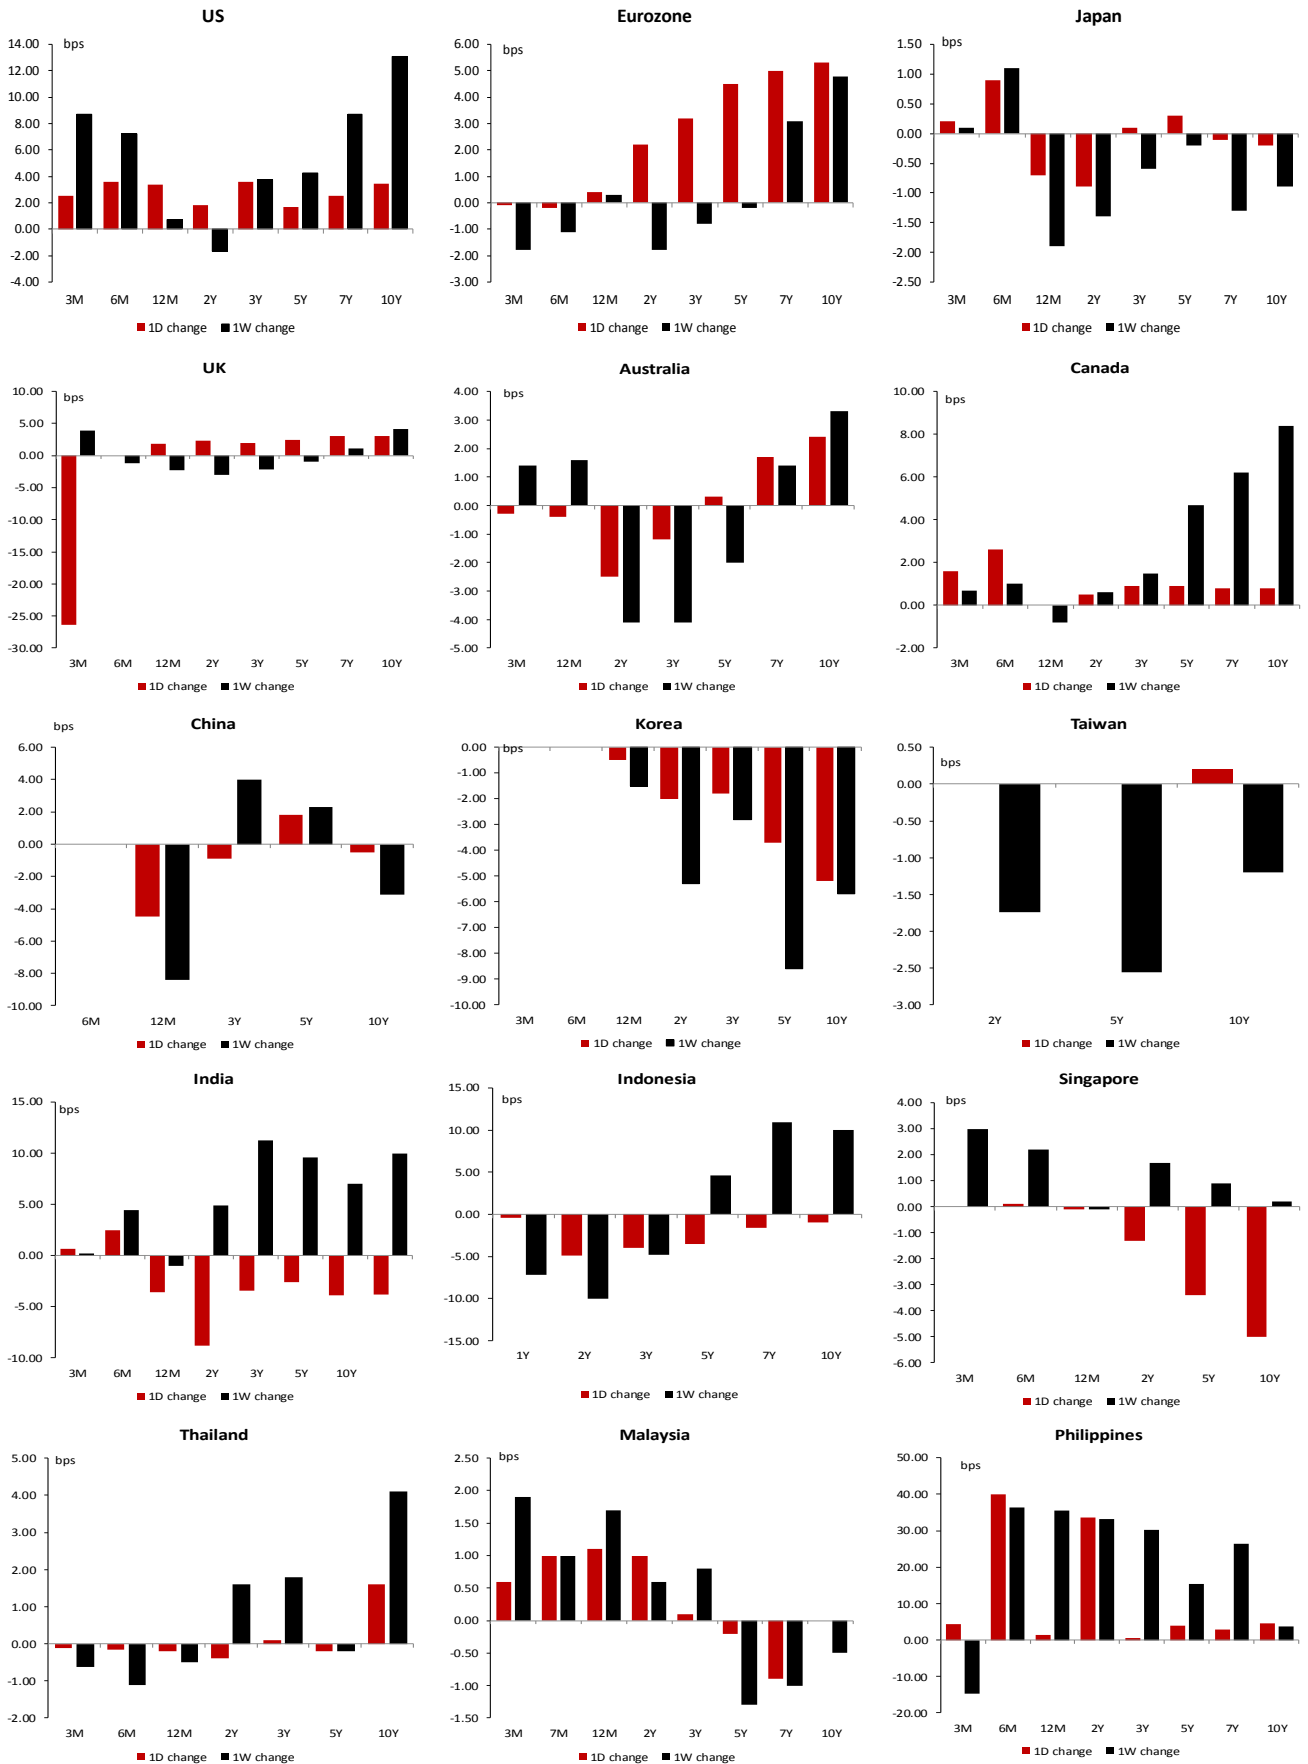 US
bps
14.00
12.00
10.00
8.00
6.00
4.00
2.00
0.00
-2.00
-4.00
3M 6M 12M 2Y 3Y 5Y 7Y 10Y
1D change 1W change
Eurozone
bps
6.00
5.00
4.00
3.00
2.00
1.00
0.00
-1.00
-2.00
-3.00
3M 6M 12M 2Y 3Y 5Y 7Y 10Y
1D change 1W change
Japan
bps
1.50
1.00
0.50
0.00
-0.50
-1.00
-1.50
-2.00
-2.50
3M 6M 12M 2Y 3Y 5Y 7Y 10Y
1D change 1W change
UK
bps
10.00
5.00
0.00
-5.00
-10.00
-15.00
-20.00
-25.00
-30.00
3M 6M 12M 2Y 3Y 5Y 7Y 10Y
1D change 1W change
Australia
bps
4.00
3.00
2.00
1.00
0.00
-1.00
-2.00
-3.00
-4.00
-5.00
3M 12M 2Y 3Y 5Y 7Y 10Y
1D change 1W change
Canada
bps
10.00
8.00
6.00
4.00
2.00
0.00
-2.00
3M 6M 12M 2Y 3Y 5Y 7Y 10Y
1D change 1W change
China
bps
6.00
4.00
2.00
0.00
-2.00
-4.00
-6.00
-8.00
-10.00
6M 12M 3Y 5Y 10Y
1D change 1W change
Korea
bps
0.00
-1.00
-2.00
-3.00
-4.00
-5.00
-6.00
-7.00
-8.00
-9.00
-10.00
3M 6M 12M 2Y 3Y 5Y 10Y
1D change 1W change
Taiwan
bps
0.50
0.00
-0.50
-1.00
-1.50
-2.00
-2.50
-3.00
2Y 5Y 10Y
1D change 1W change
India
bps
15.00
10.00
5.00
0.00
-5.00
-10.00
3M 6M 12M 2Y 3Y 5Y 10Y
1D change 1W change
Indonesia
bps
15.00
10.00
5.00
0.00
-5.00
-10.00
-15.00
1Y 2Y 3Y 5Y 7Y 10Y
1D change 1W change
Singapore
bps
4.00
3.00
2.00
1.00
0.00
-1.00
-2.00
-3.00
-4.00
-5.00
-6.00
3M 6M 12M 2Y 5Y 10Y
1D change 1W change
Thailand
bps
5.00
4.00
3.00
2.00
1.00
0.00
-1.00
-2.00
3M 6M 12M 2Y 3Y 5Y 10Y
1D change 1W change
Malaysia
bps
2.50
2.00
1.50
1.00
0.50
0.00
-0.50
-1.00
-1.50
3M 7M 12M 2Y 3Y 5Y 7Y 10Y
1D change 1W change
Philippines
bps
50.00
40.00
30.00
20.00
10.00
0.00
-10.00
-20.00
3M 6M 12M 2Y 3Y 5Y 7Y 10Y
1D change 1W change